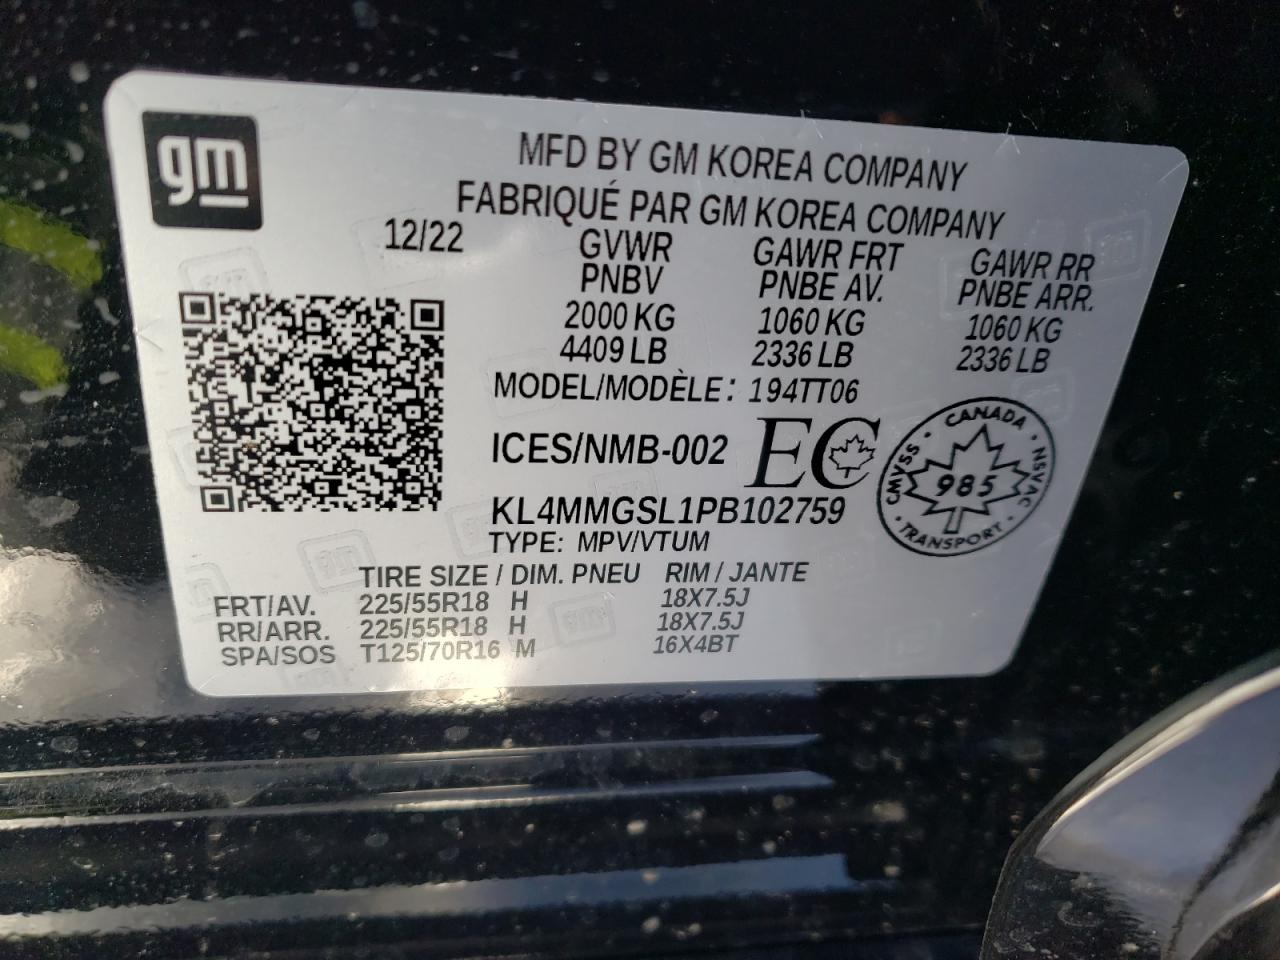 gm
MFD BY GM KOREA COMPANY
FABRIQUÉ PAR GM KOREA COMPANY
12/22 GVWR GAWR FRT GAWR RR
PNBV PNBE AV. PNBE ARR.
2000 KG 1060 KG 1060 KG
4409 LB 2336 LB 2336 LB
MODEL/MODÈLE: 194TT06
ICES/NMB-002 EC
CANADA
CMVSS • NSVAC
985
TRANSPORT
KL4MMGSL1PB102759
TYPE: MPV/VTUM
TIRE SIZE / DIM. PNEU RIM / JANTE
FRT/AV. 225/55R18 H 18X7.5J
RR/ARR. 225/55R18 H 18X7.5J
SPA/SOS T125/70R16 M 16X4BT